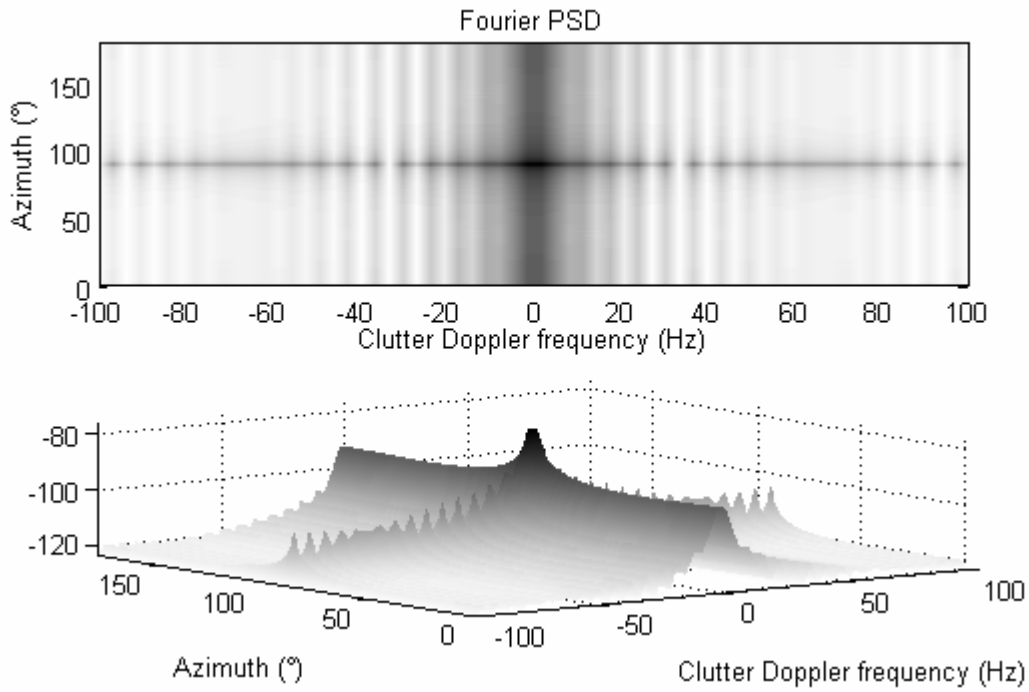 Fourier PSD
Azimuth (°)
150
100
50
0
-100 -80 -60 -40 -20 0 20 40 60 80 100
Clutter Doppler frequency (Hz)
-80
-100
-120
150 100 50 0
-100 -50 0 50 100
Azimuth (°)
Clutter Doppler frequency (Hz)